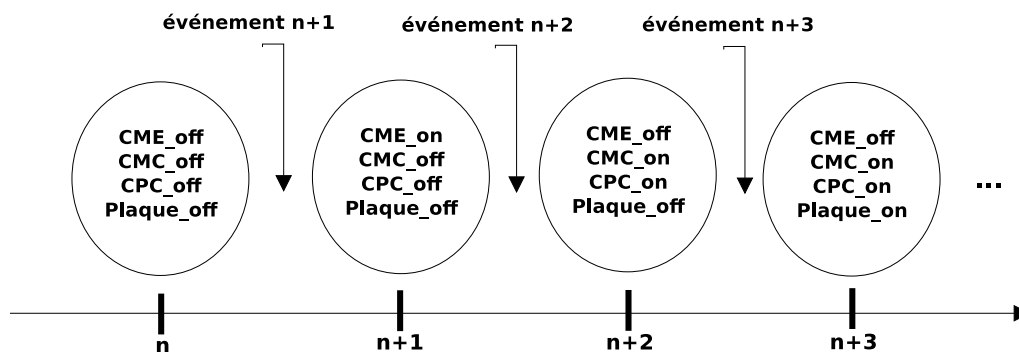 événement n+1
événement n+2
événement n+3
CME_off
CMC_off
CPC_off
Plaque_off
CME_on
CMC_off
CPC_off
Plaque_off
CME_off
CMC_on
CPC_on
Plaque_off
CME_off
CMC_on
CPC_on
Plaque_on
...
n
n+1
n+2
n+3